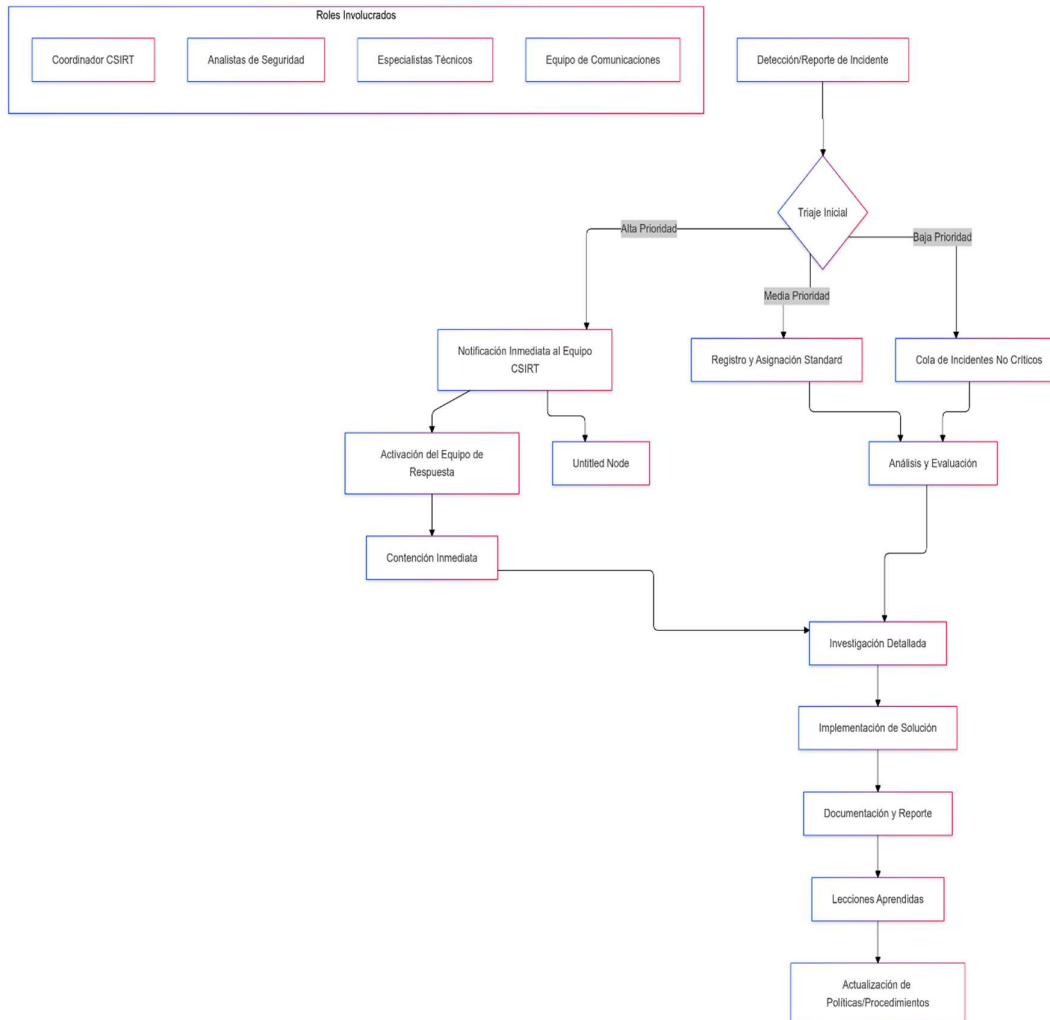 Roles Involucrados
Coordinador CSIRT
Analistas de Seguridad
Especialistas Técnicos
Equipo de Comunicaciones
Detección/Reporte de Incidente
Triaje Inicial
Alta Prioridad
Baja Prioridad
Media Prioridad
Notificación Inmediata al Equipo
CSIRT
Registro y Asignación Standard
Cola de Incidentes No Críticos
Activación del Equipo de
Respuesta
Untitled Node
Análisis y Evaluación
Contención Inmediata
Investigación Detallada
Implementación de Solución
Documentación y Reporte
Lecciones Aprendidas
Actualización de
Políticas/Procedimientos